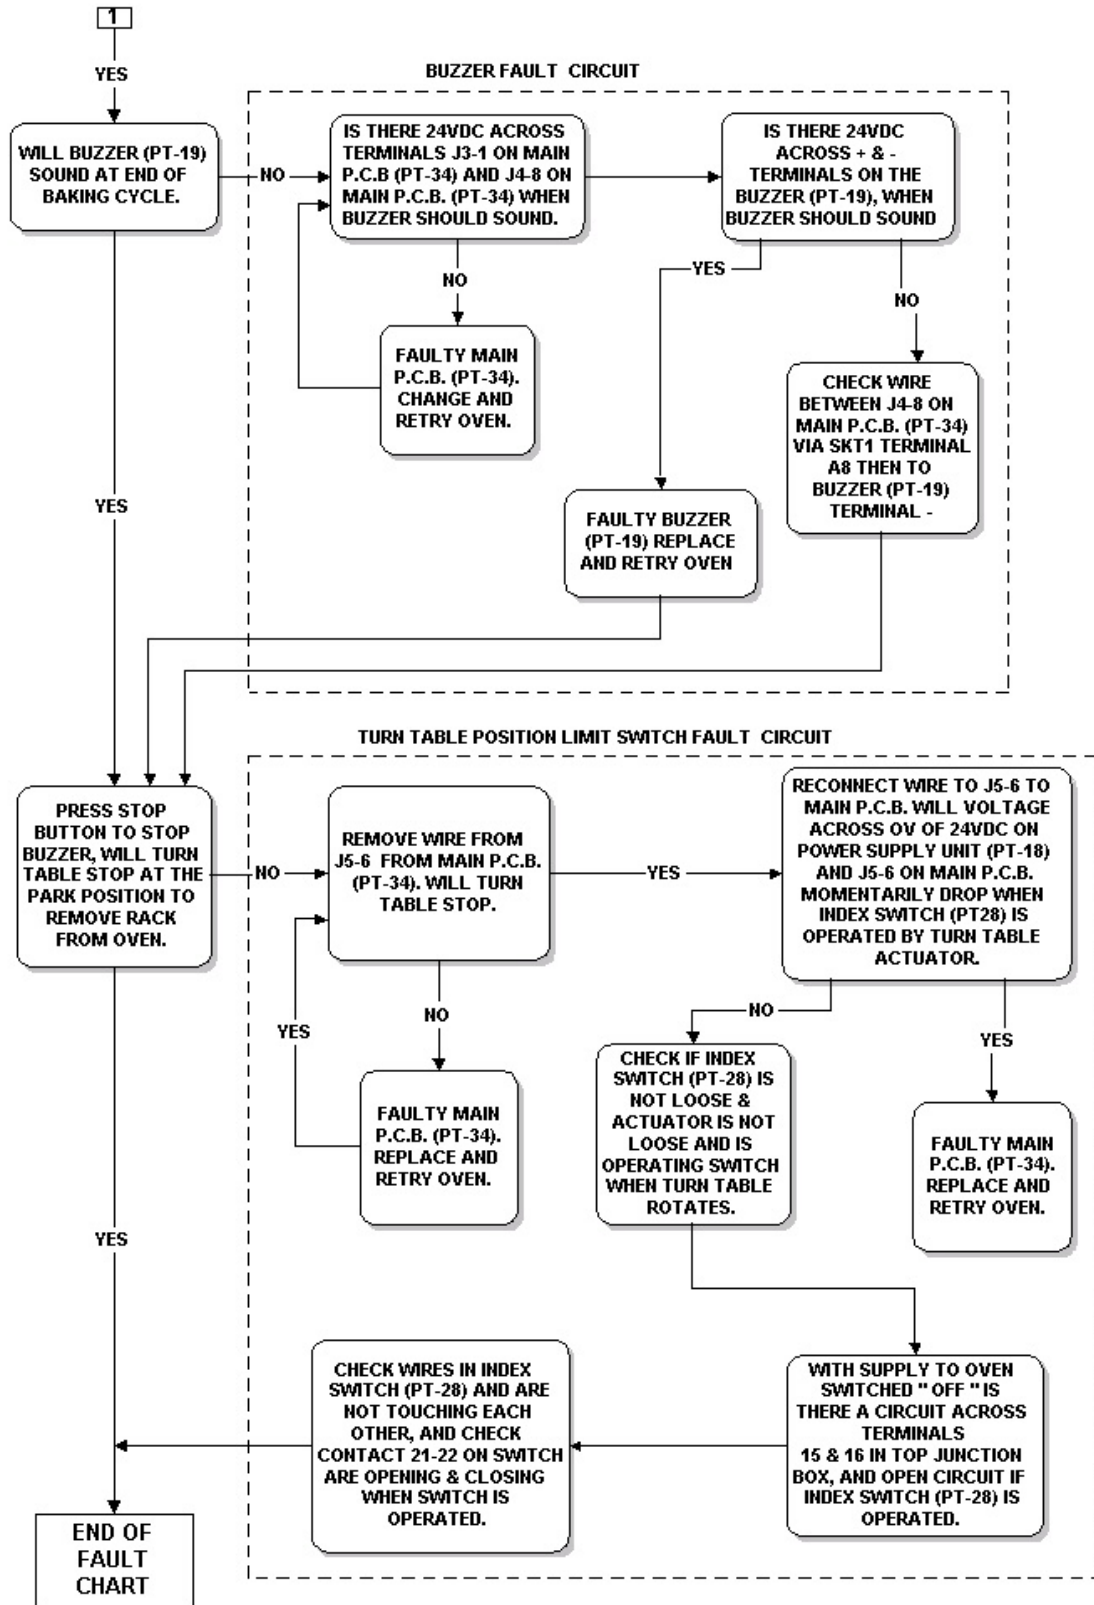 1
YES
BUZZER FAULT CIRCUIT
WILL BUZZER (PT-19)
SOUND AT END OF
BAKING CYCLE.
NO
IS THERE 24VDC ACROSS
TERMINALS J3-1 ON MAIN
P.C.B (PT-34) AND J4-8 ON
MAIN P.C.B. (PT-34) WHEN
BUZZER SHOULD SOUND.
IS THERE 24VDC
ACROSS + & -
TERMINALS ON THE
BUZZER (PT-19), WHEN
BUZZER SHOULD SOUND
NO
YES
NO
FAULTY MAIN
P.C.B. (PT-34).
CHANGE AND
RETRY OVEN.
CHECK WIRE
BETWEEN J4-8 ON
MAIN P.C.B. (PT-34)
VIA SKT1 TERMINAL
A8 THEN TO
BUZZER (PT-19)
TERMINAL -
YES
FAULTY BUZZER
(PT-19) REPLACE
AND RETRY OVEN
TURN TABLE POSITION LIMIT SWITCH FAULT CIRCUIT
PRESS STOP
BUTTON TO STOP
BUZZER, WILL TURN
TABLE STOP AT THE
PARK POSITION TO
REMOVE RACK
FROM OVEN.
NO
REMOVE WIRE FROM
J5-6 FROM MAIN P.C.B.
(PT-34). WILL TURN
TABLE STOP.
YES
RECONNECT WIRE TO J5-6 TO
MAIN P.C.B. WILL VOLTAGE
ACROSS OV OF 24VDC ON
POWER SUPPLY UNIT (PT-18)
AND J5-6 ON MAIN P.C.B.
MOMENTARILY DROP WHEN
INDEX SWITCH (PT28) IS
OPERATED BY TURN TABLE
ACTUATOR.
YES
NO
NO
YES
FAULTY MAIN
P.C.B. (PT-34).
REPLACE AND
RETRY OVEN.
CHECK IF INDEX
SWITCH (PT-28) IS
NOT LOOSE &
ACTUATOR IS NOT
LOOSE AND IS
OPERATING SWITCH
WHEN TURN TABLE
ROTATES.
FAULTY MAIN
P.C.B. (PT-34).
REPLACE AND
RETRY OVEN.
YES
CHECK WIRES IN INDEX
SWITCH (PT-28) AND ARE
NOT TOUCHING EACH
OTHER, AND CHECK
CONTACT 21-22 ON SWITCH
ARE OPENING & CLOSING
WHEN SWITCH IS
OPERATED.
WITH SUPPLY TO OVEN
SWITCHED " OFF " IS
THERE A CIRCUIT ACROSS
TERMINALS
15 & 16 IN TOP JUNCTION
BOX, AND OPEN CIRCUIT IF
INDEX SWITCH (PT-28) IS
OPERATED.
END OF
FAULT
CHART